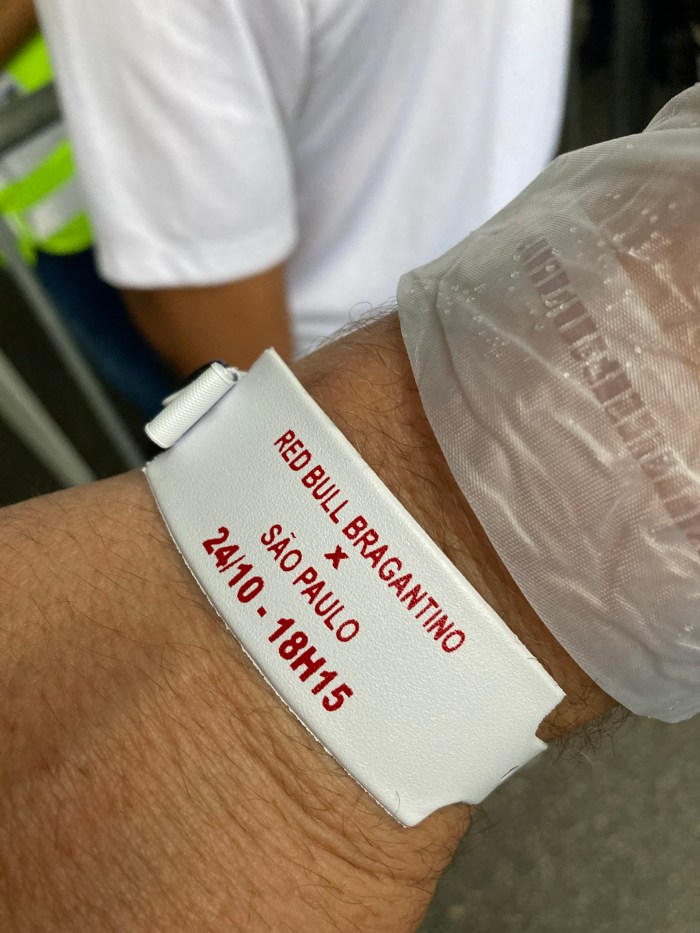 RED BULL BRAGANTINO
X
SÃO PAULO
24/10 - 18H15